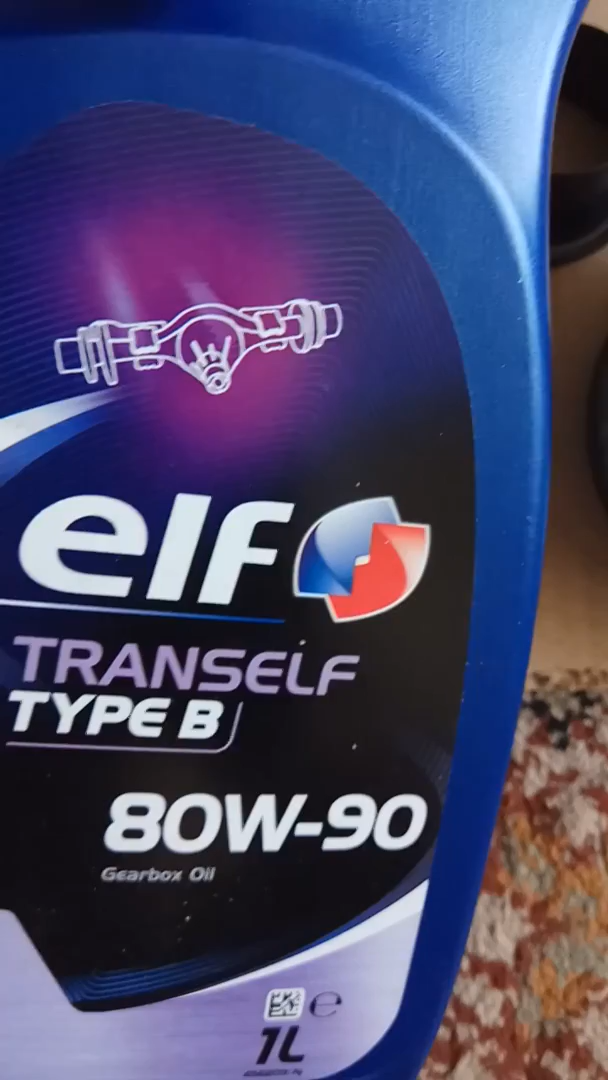 elf
TRANSELF
TYPE B
80W-90
Gearbox Oil
℮
1L